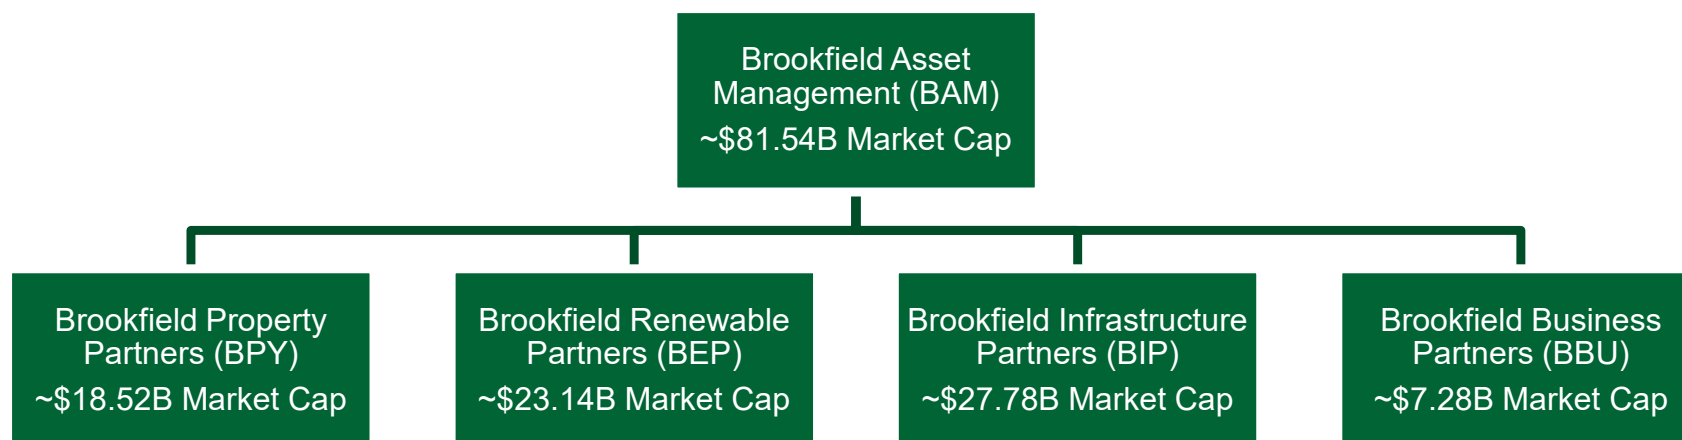 Brookfield Asset
Management (BAM)
~$81.54B Market Cap
Brookfield Property
Partners (BPY)
~$18.52B Market Cap
Brookfield Renewable
Partners (BEP)
~$23.14B Market Cap
Brookfield Infrastructure
Partners (BIP)
~$27.78B Market Cap
Brookfield Business
Partners (BBU)
~$7.28B Market Cap